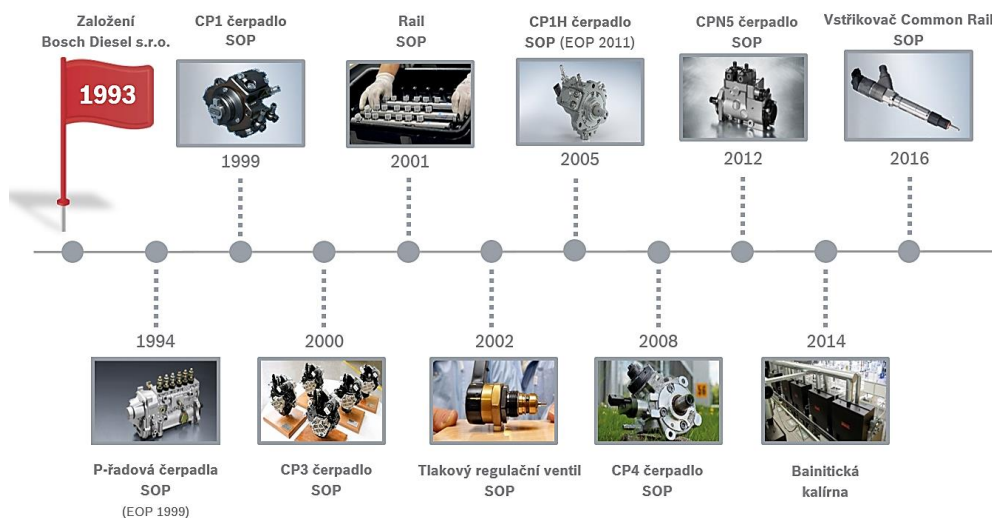 Založení
Bosch Diesel s.r.o.
1993
CP1 čerpadlo
SOP
1999
Rail
SOP
2001
CP1H čerpadlo
SOP (EOP 2011)
2005
CPN5 čerpadlo
SOP
2012
Vstřikovač Common Rail
SOP
2016
1994
P-řadová čerpadla
SOP
(EOP 1999)
2000
CP3 čerpadlo
SOP
2002
Tlakový regulační ventil
SOP
2008
CP4 čerpadlo
SOP
2014
Bainitická
kalírna